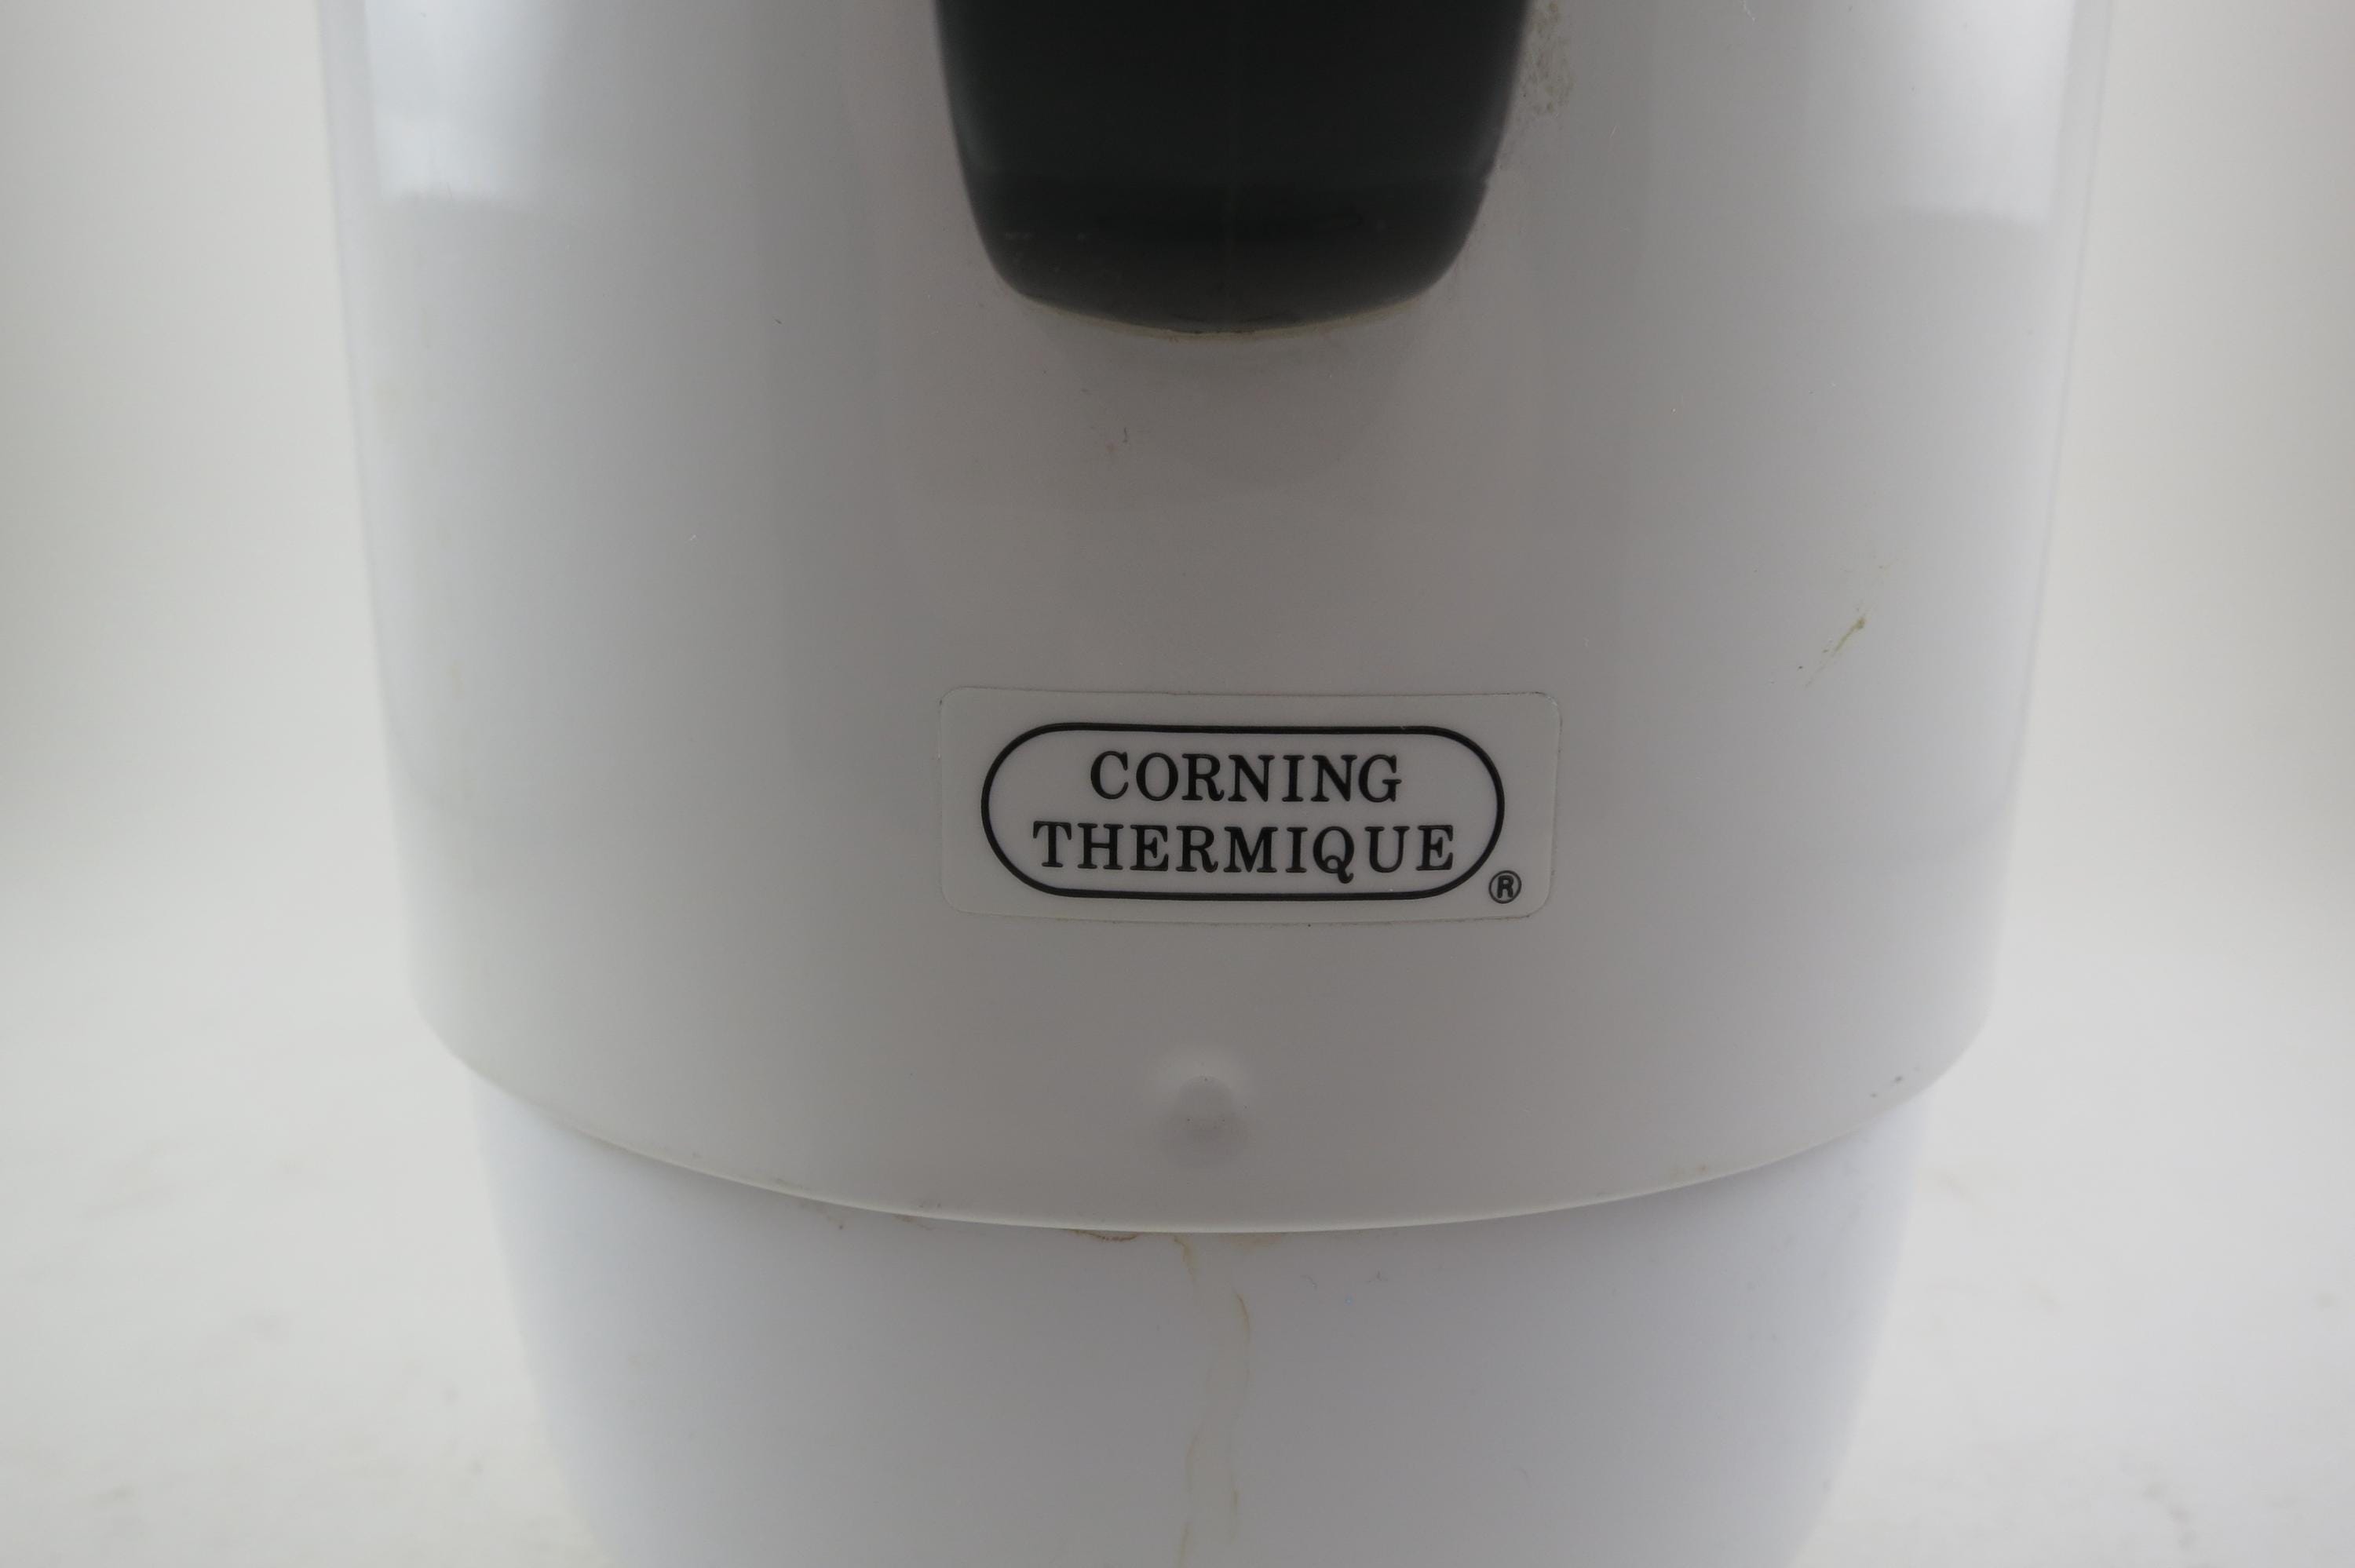 CORNING
THERMIQUE
®